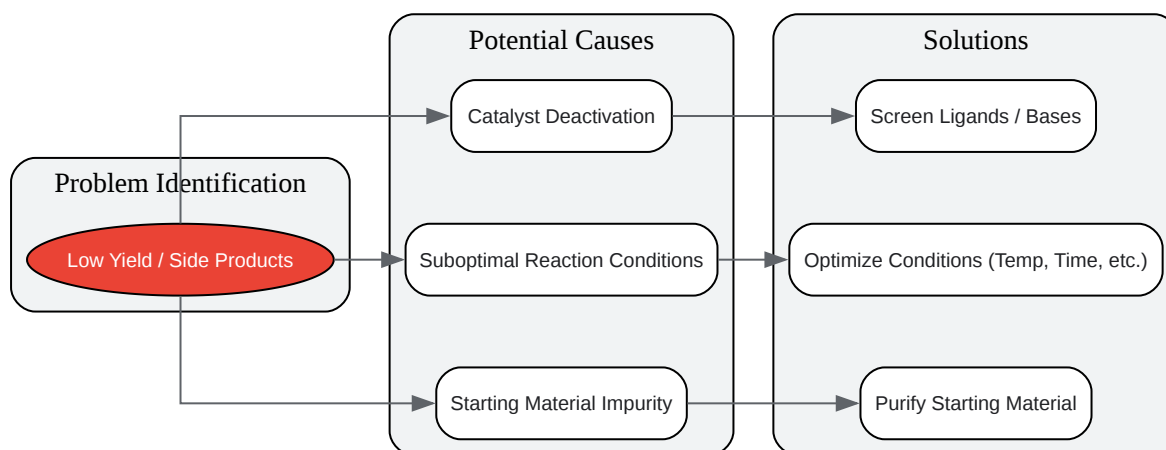 Problem Identification
Low Yield / Side Products
Potential Causes
Catalyst Deactivation
Suboptimal Reaction Conditions
Starting Material Impurity
Solutions
Screen Ligands / Bases
Optimize Conditions (Temp, Time, etc.)
Purify Starting Material